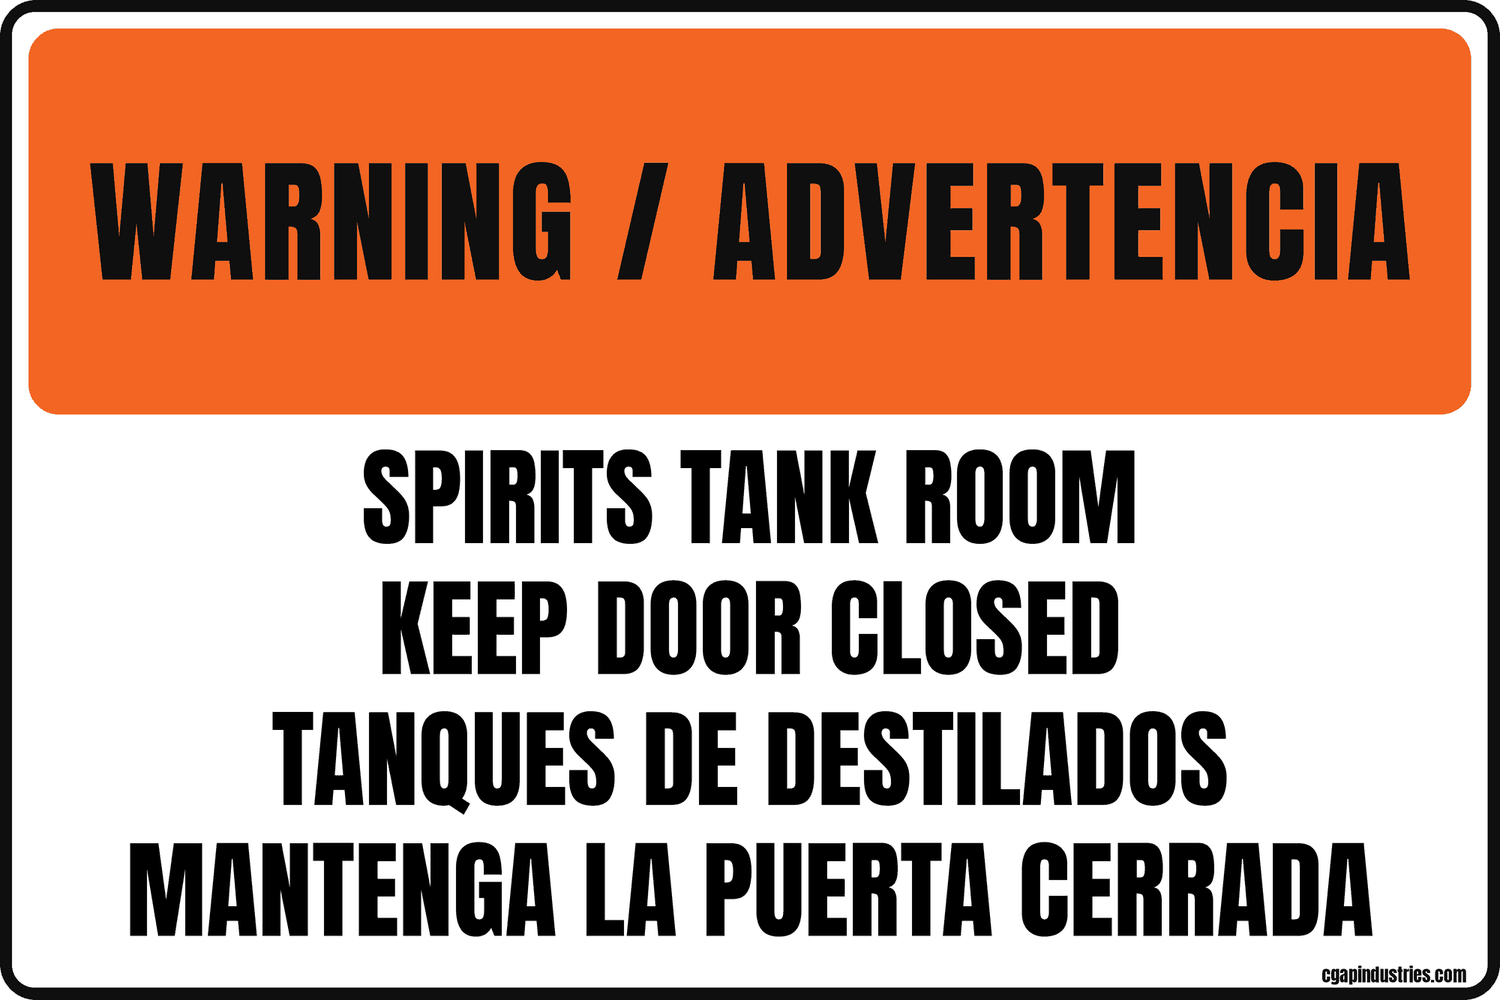 WARNING / ADVERTENCIA
SPIRITS TANK ROOM
KEEP DOOR CLOSED
TANQUES DE DESTILADOS
MANTENGA LA PUERTA CERRADA
cgapindustries.com